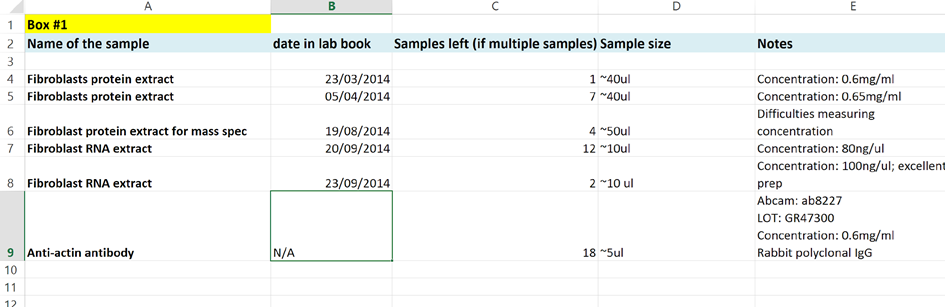 A B C D E
1 Box #1
2 Name of the sample date in lab book Samples left (if multiple samples) Sample size Notes
3
4 Fibroblasts protein extract 23/03/2014 1 ~40ul Concentration: 0.6mg/ml
5 Fibroblasts protein extract 05/04/2014 7 ~40ul Concentration: 0.65mg/ml
Difficulties measuring
6 Fibroblast protein extract for mass spec 19/08/2014 4 ~50ul concentration
7 Fibroblast RNA extract 20/09/2014 12 ~10ul Concentration: 80ng/ul
Concentration: 100ng/ul; excellent
8 Fibroblast RNA extract 23/09/2014 2 ~10 ul prep
Abcam: ab8227
LOT: GR47300
Concentration: 0.6mg/ml
9 Anti-actin antibody N/A 18 ~5ul Rabbit polyclonal IgG
10
11
12